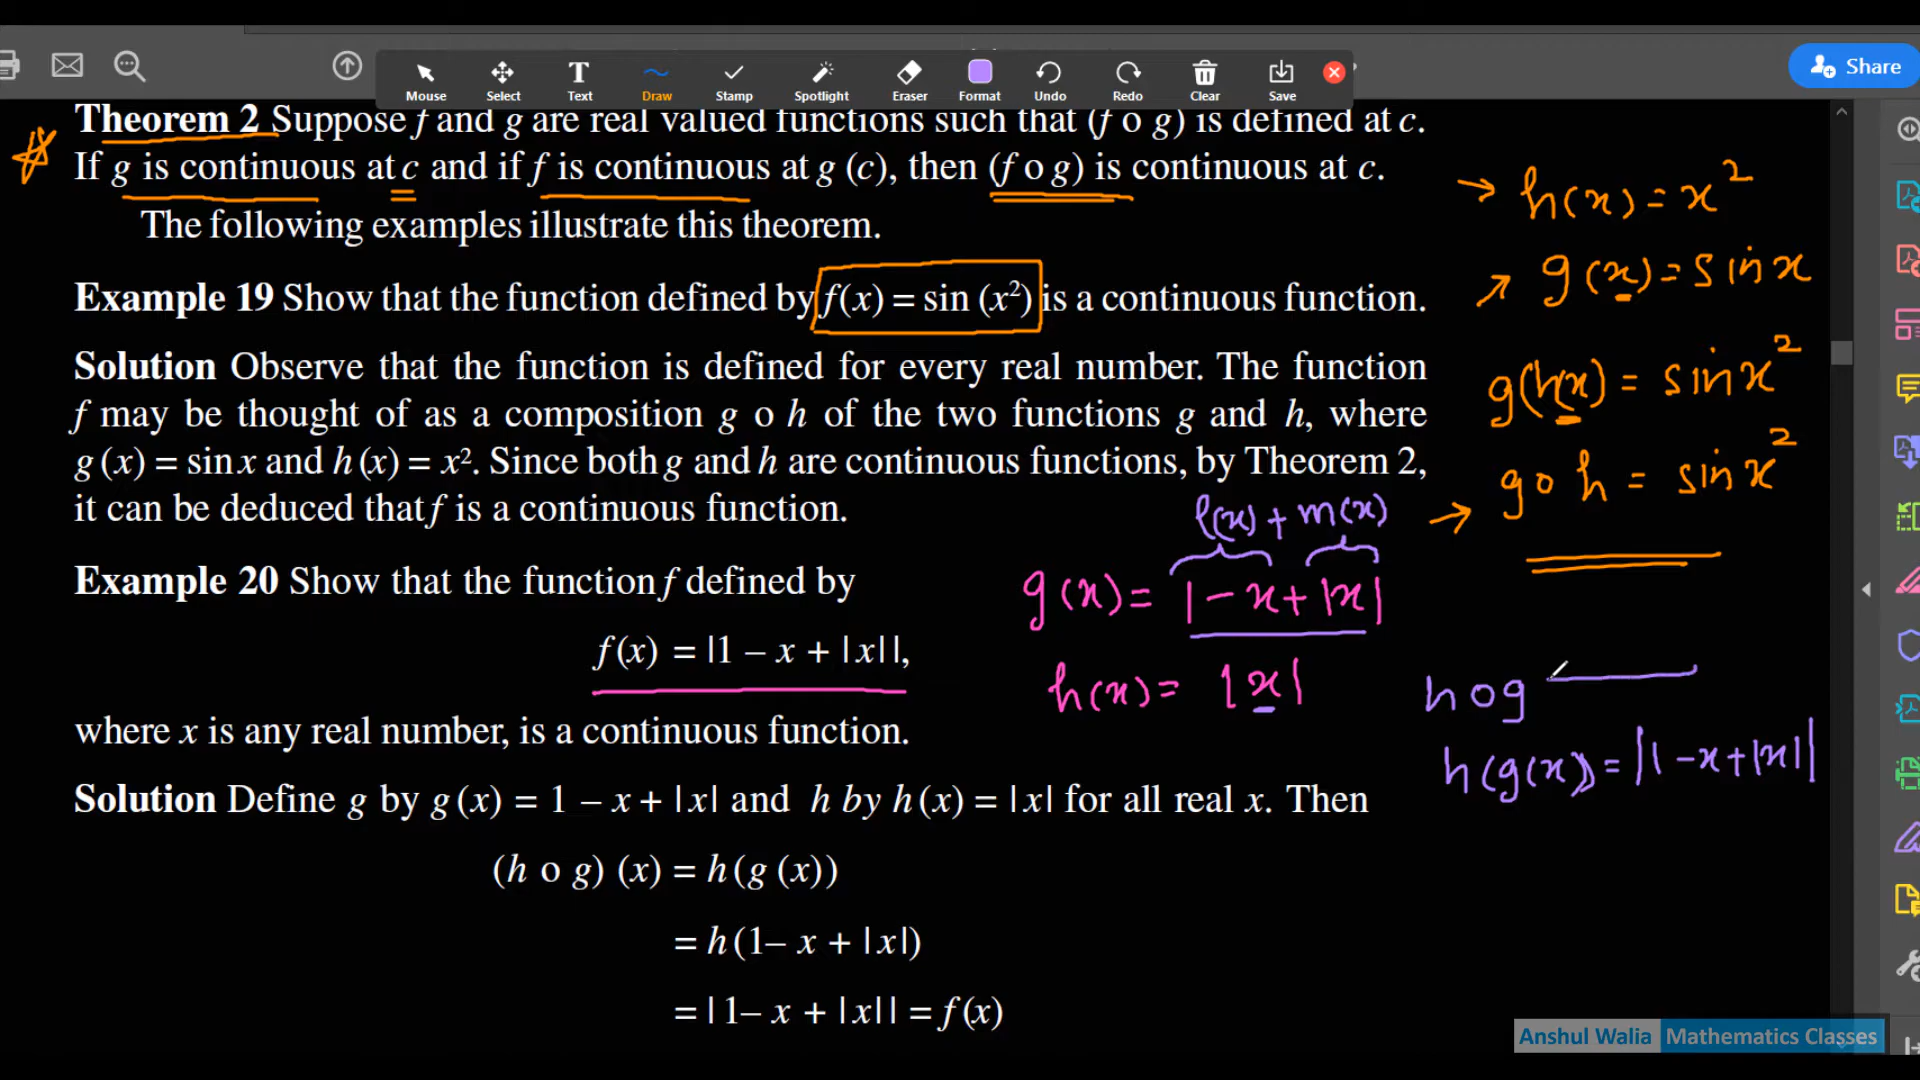 Share
Mouse Select Text Draw Stamp Spotlight Eraser Format Undo Redo Clear Save
Theorem 2 Suppose f and g are real valued functions such that (f o g) is defined at c.
If g is continuous at c and if f is continuous at g (c), then (f o g) is continuous at c.
The following examples illustrate this theorem.
Example 19 Show that the function defined by f(x) = sin (x²) is a continuous function.
Solution Observe that the function is defined for every real number. The function
f may be thought of as a composition g o h of the two functions g and h, where
g (x) = sin x and h (x) = x². Since both g and h are continuous functions, by Theorem 2,
it can be deduced that f is a continuous function.
Example 20 Show that the function f defined by
f(x) = |1 – x + | x | |,
where x is any real number, is a continuous function.
Solution Define g by g (x) = 1 – x + | x | and h by h (x) = | x | for all real x. Then
(h o g) (x) = h (g (x))
= h (1– x + | x |)
= | 1– x + | x | | = f (x)
h(x) = x²
g(x) = sin x
g(h(x) = sin x²
g o h = sin x²
l(x) + m(x)
g(x) = 1 - x + |x|
h(x) = |x|
h o g
h(g(x)) = |1 - x + |x||
Anshul Walia Mathematics Classes